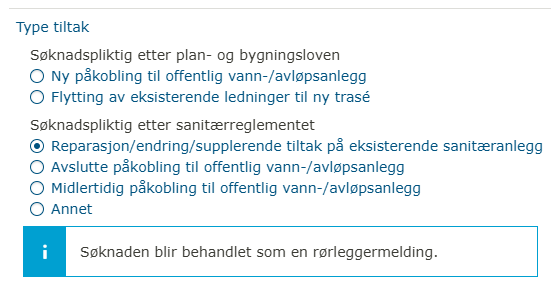 Type tiltak
Søknadspliktig etter plan- og bygningsloven
Ny påkobling til offentlig vann-/avløpsanlegg
Flytting av eksisterende ledninger til ny trasé
Søknadspliktig etter sanitærreglementet
Reparasjon/endring/supplerende tiltak på eksisterende sanitæranlegg
Avslutte påkobling til offentlig vann-/avløpsanlegg
Midlertidig påkobling til offentlig vann-/avløpsanlegg
Annet
i Søknaden blir behandlet som en rørleggermelding.